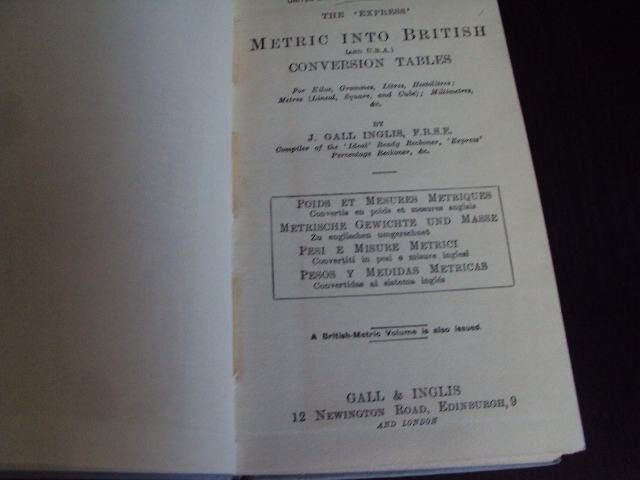 THE 'EXPRESS'
METRIC INTO BRITISH
(AND U.S.A.)
CONVERSION TABLES
For Kilos, Grammes, Litres, Hectolitres;
Metres (Lineal, Square, and Cube); Millimetres,
&c.
BY
J. GALL INGLIS, F.R.S.E.
Compiler of the 'Ideal' Ready Reckoner, 'Express'
Percentage Reckoner, &c.
POIDS ET MESURES METRIQUES
Convertis en poids et mesures anglais
METRISCHE GEWICHTE UND MASSE
Zu englischen umgerechnet
PESI E MISURE METRICI
Convertiti in pesi e misure inglesi
PESOS Y MEDIDAS METRICAS
Convertidas al sistema inglés
A British-Metric Volume is also issued.
GALL & INGLIS
12 NEWINGTON ROAD, EDINBURGH, 9
AND LONDON